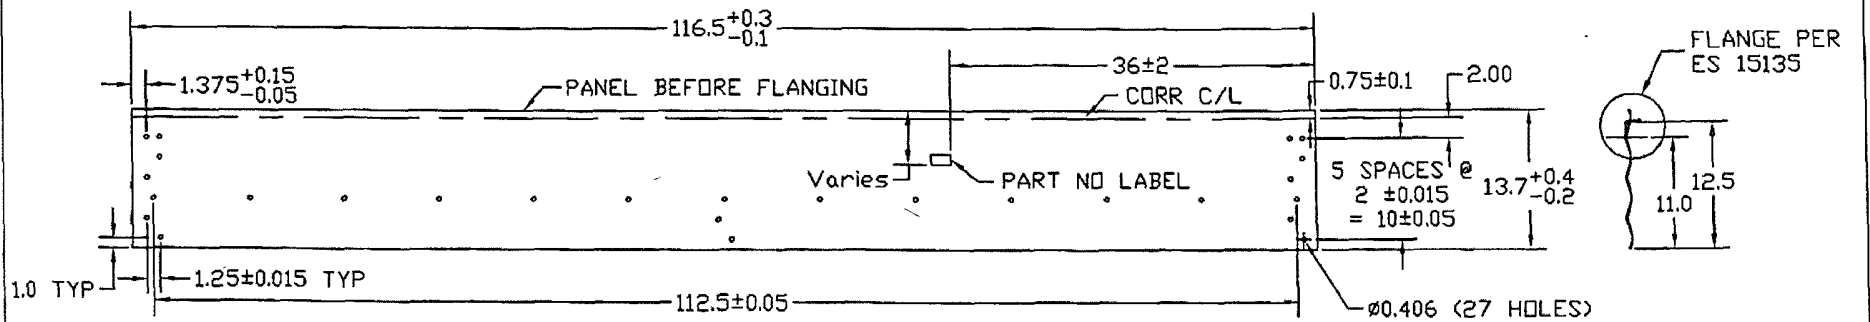 116.5+0.3
-0.1
FLANGE PER
ES 15135
36±2
1.375+0.15
-0.05
PANEL BEFORE FLANGING
0.75±0.1
2.00
CORR C/L
Varies
PART NO LABEL
5 SPACES @
2 ±0.015
= 10±0.05
13.7+0.4
-0.2
12.5
11.0
1.0 TYP
1.25±0.015 TYP
112.5±0.05
ø0.406 (27 HOLES)